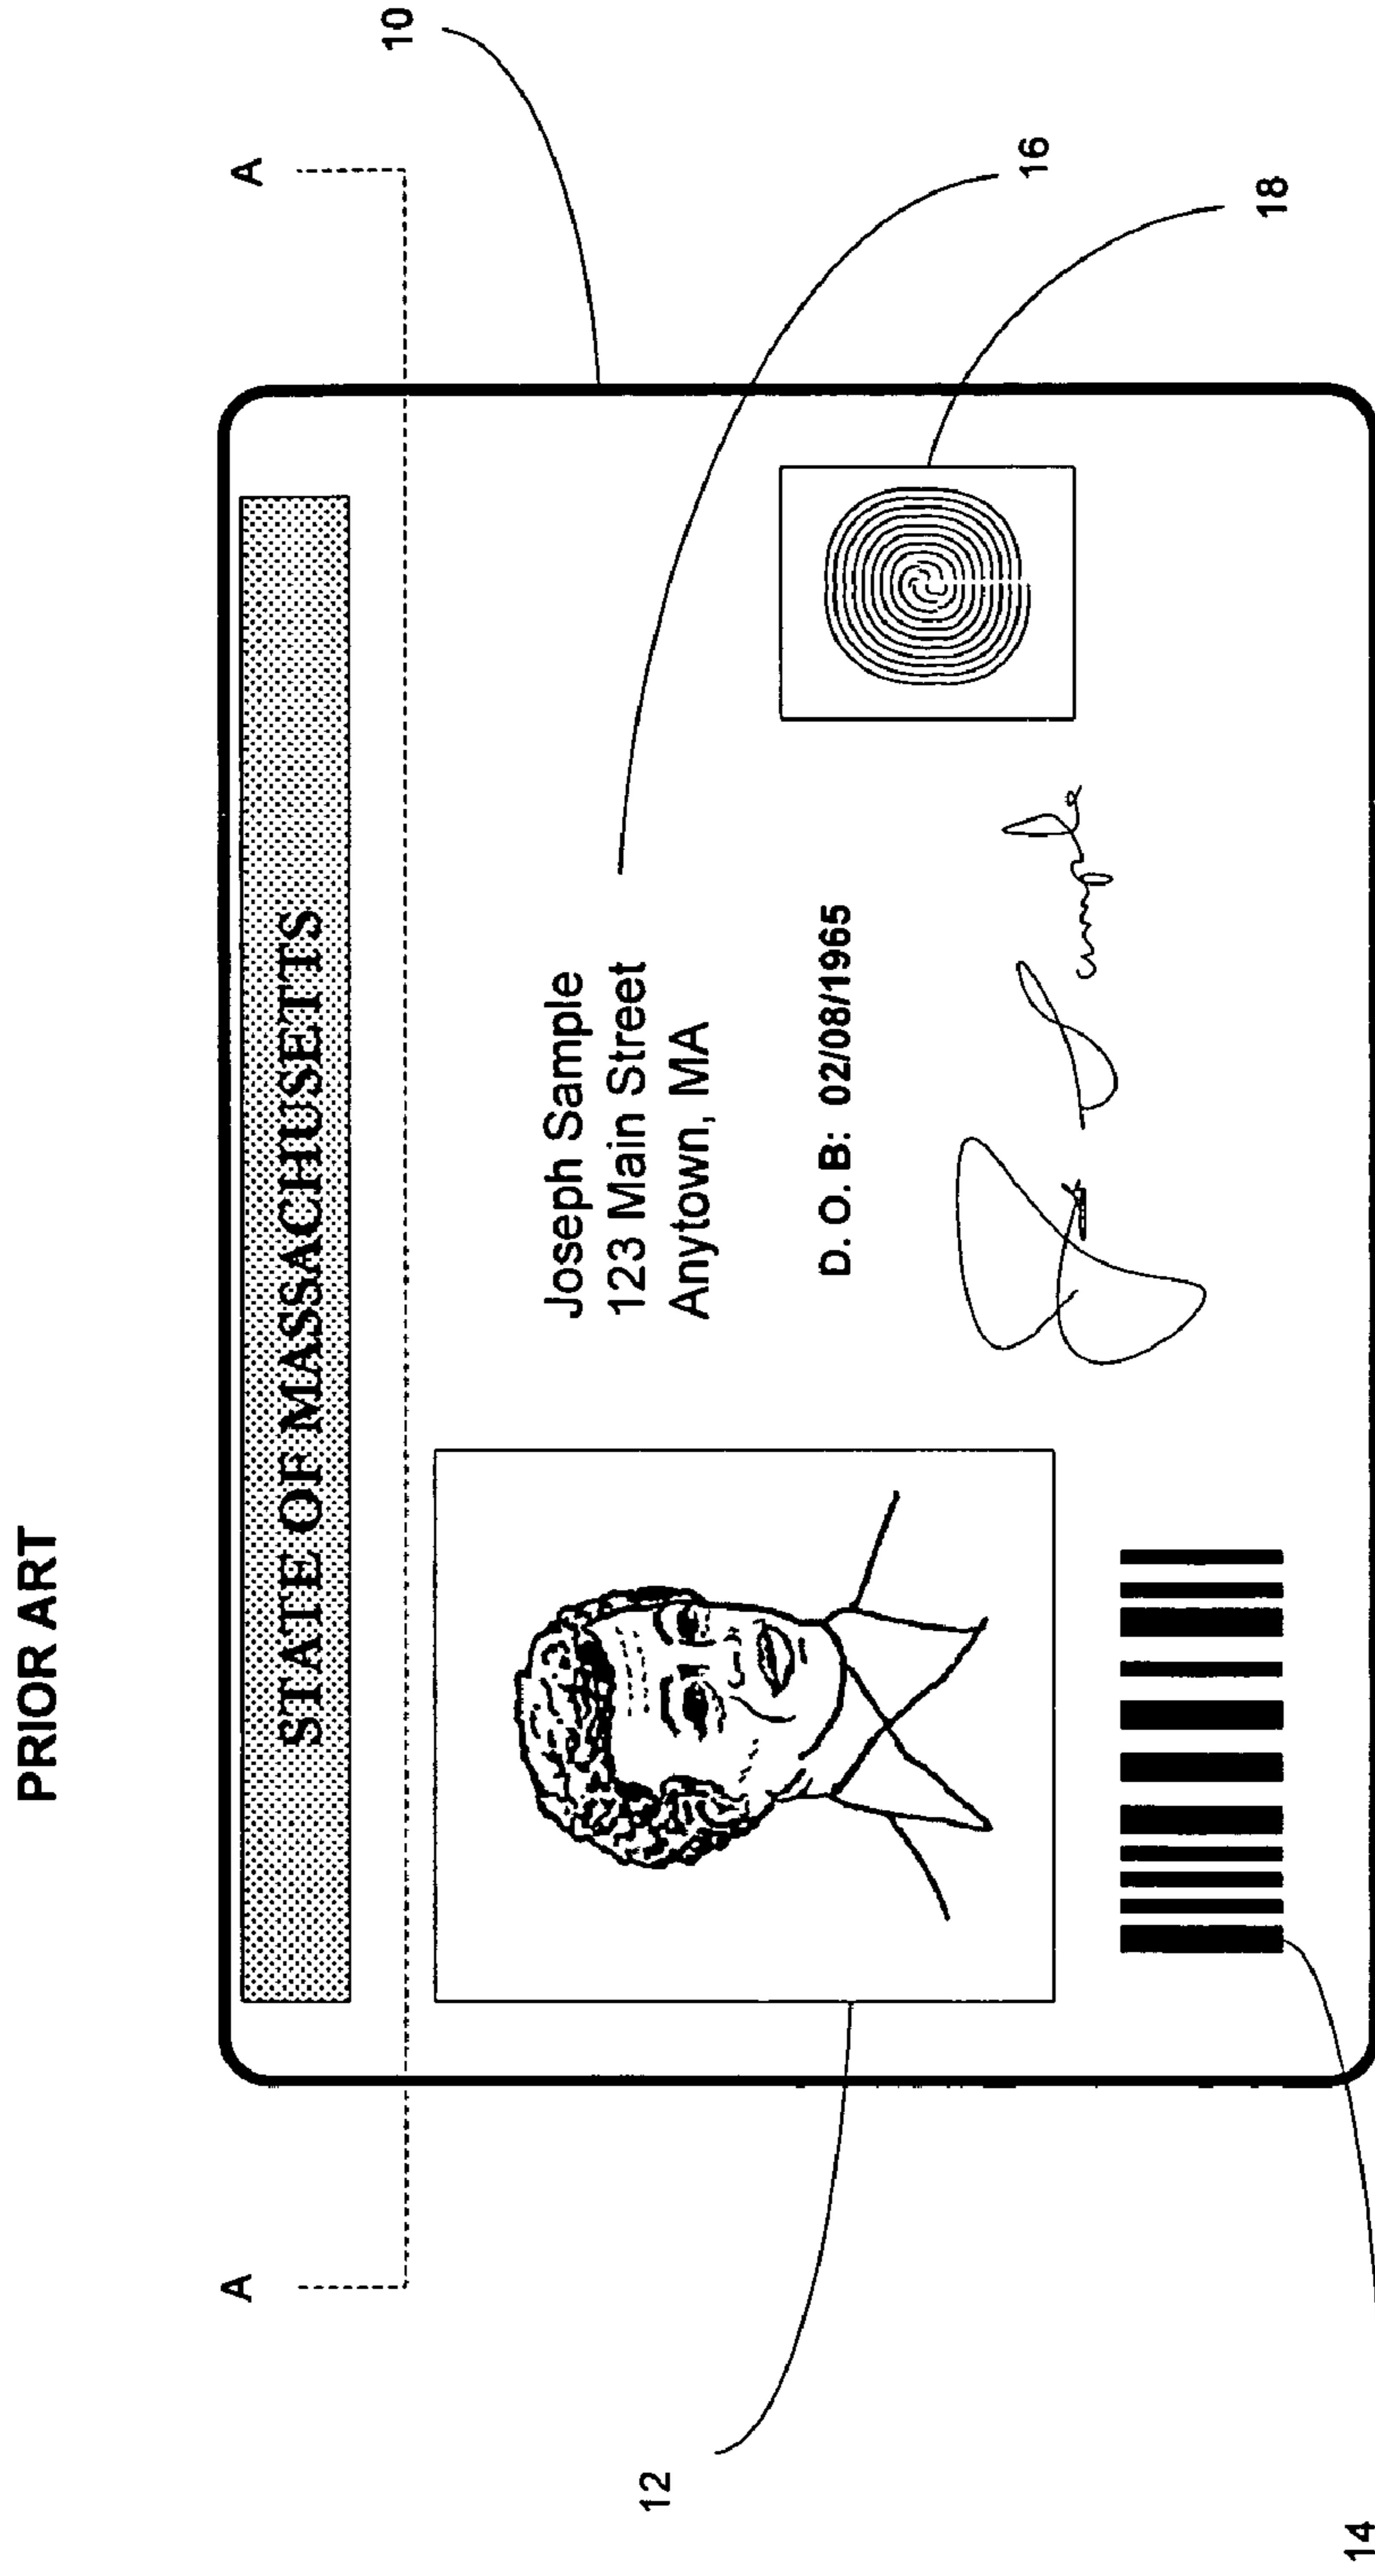 PRIOR ART
A
A
10
STATE OF MASSACHUSETTS
Joseph Sample
123 Main Street
Anytown, MA
16
D. O. B: 02/08/1965
18
12
14